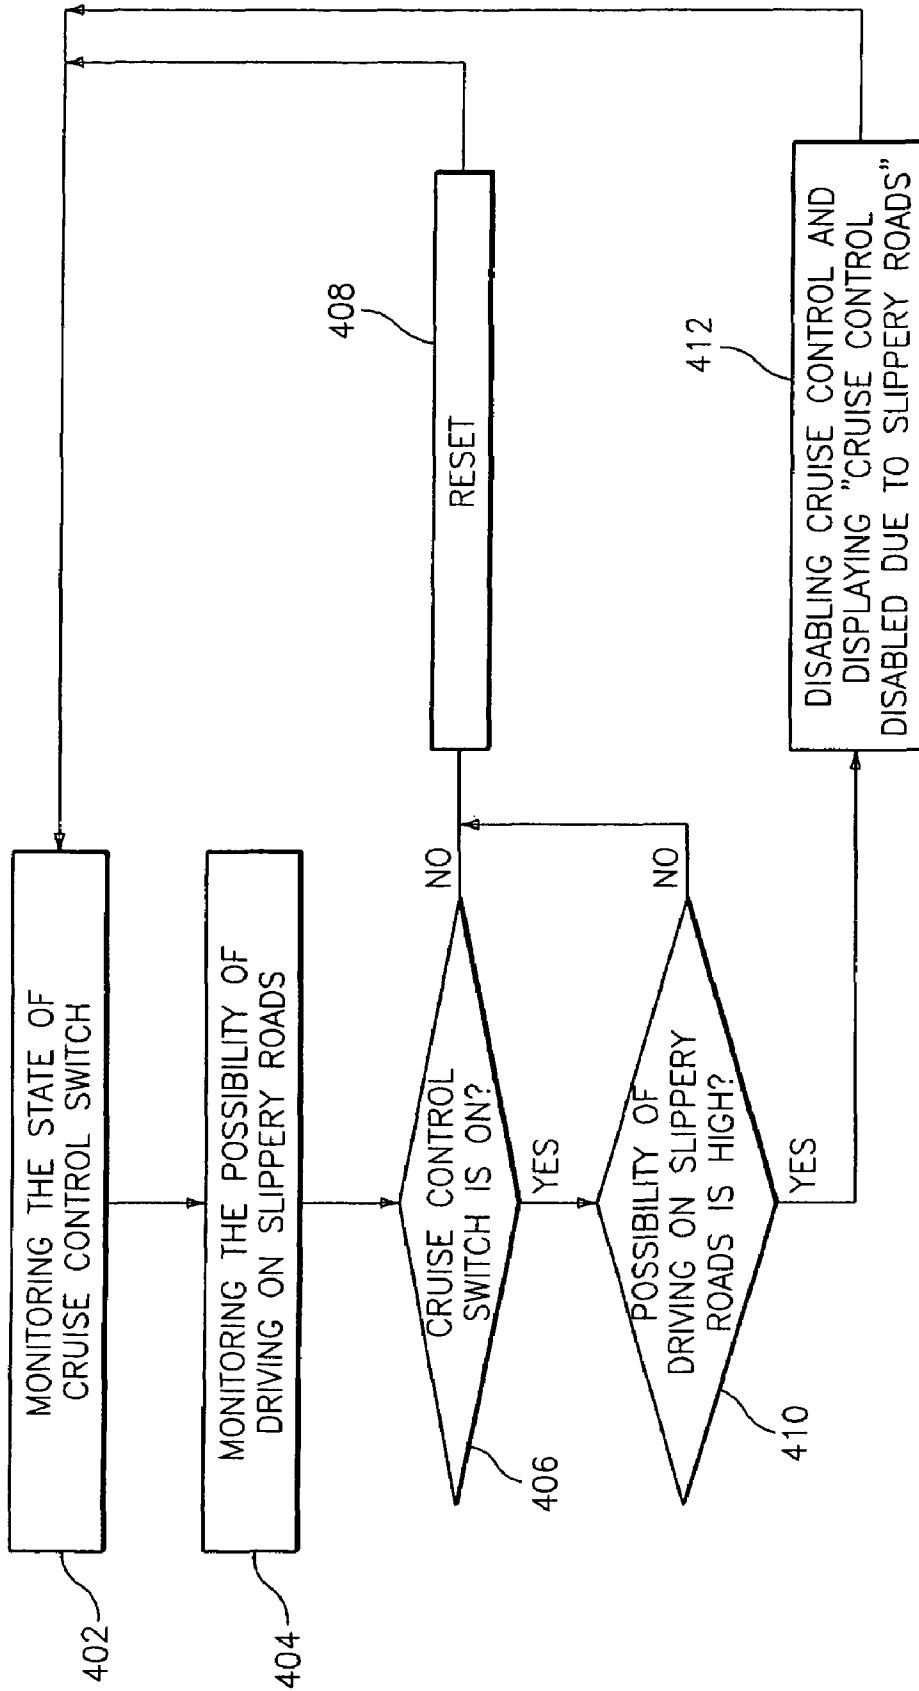 402
MONITORING THE STATE OF
CRUISE CONTROL SWITCH
404
MONITORING THE POSSIBILITY OF
DRIVING ON SLIPPERY ROADS
406
CRUISE CONTROL
SWITCH IS ON?
NO
YES
408
RESET
410
POSSIBILITY OF
DRIVING ON SLIPPERY
ROADS IS HIGH?
NO
YES
412
DISABLING CRUISE CONTROL AND
DISPLAYING "CRUISE CONTROL
DISABLED DUE TO SLIPPERY ROADS"